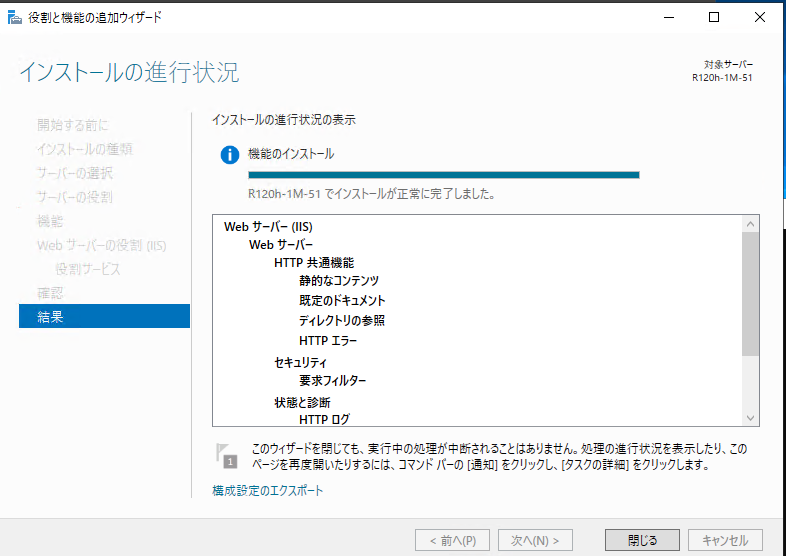 役割と機能の追加ウィザード
インストールの進行状況
対象サーバー
R120h-1M-51
開始する前に
インストールの種類
サーバーの選択
サーバーの役割
機能
Web サーバーの役割 (IIS)
役割サービス
確認
結果
インストールの進行状況の表示
機能のインストール
R120h-1M-51 でインストールが正常に完了しました。
Web サーバー (IIS)
Web サーバー
HTTP 共通機能
静的なコンテンツ
既定のドキュメント
ディレクトリの参照
HTTP エラー
セキュリティ
要求フィルター
状態と診断
HTTP ログ
1
このウィザードを閉じても、実行中の処理が中断されることはありません。処理の進行状況を表示したり、この
ページを再度開いたりするには、コマンド バーの [通知] をクリックし、[タスクの詳細] をクリックします。
構成設定のエクスポート
< 前へ(P)
次へ(N) >
閉じる
キャンセル